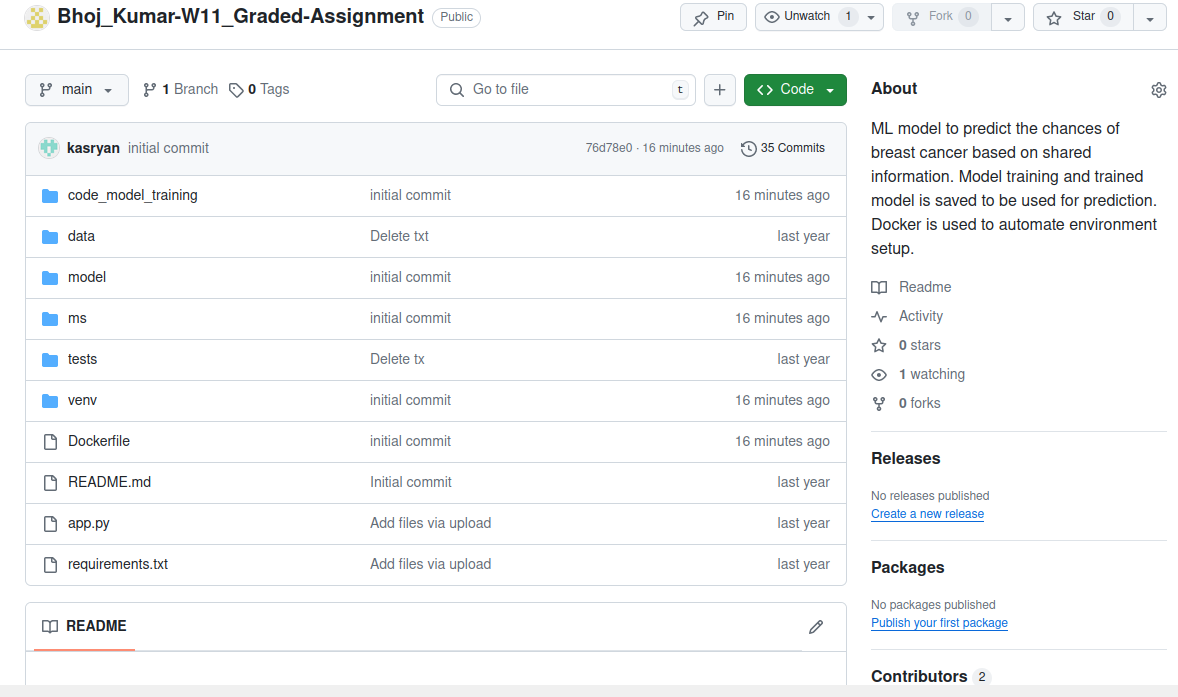 Bhoj_Kumar-W11_Graded-Assignment Public
Pin Unwatch 1 Fork 0 Star 0
main 1 Branch 0 Tags Go to file t Code
kasryan initial commit 76d78e0 · 16 minutes ago 35 Commits
code_model_training initial commit 16 minutes ago
data Delete txt last year
model initial commit 16 minutes ago
ms initial commit 16 minutes ago
tests Delete tx last year
venv initial commit 16 minutes ago
Dockerfile initial commit 16 minutes ago
README.md Initial commit last year
app.py Add files via upload last year
requirements.txt Add files via upload last year
README
About
ML model to predict the chances of
breast cancer based on shared
information. Model training and trained
model is saved to be used for prediction.
Docker is used to automate environment
setup.
Readme
Activity
0 stars
1 watching
0 forks
Releases
No releases published
Create a new release
Packages
No packages published
Publish your first package
Contributors 2